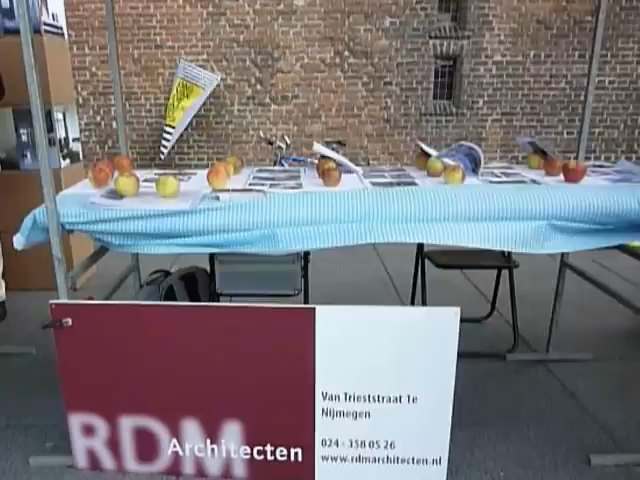 RDM Architecten
Van Trieststraat 1e
Nijmegen
024 - 358 05 26
www.rdmarchitecten.nl